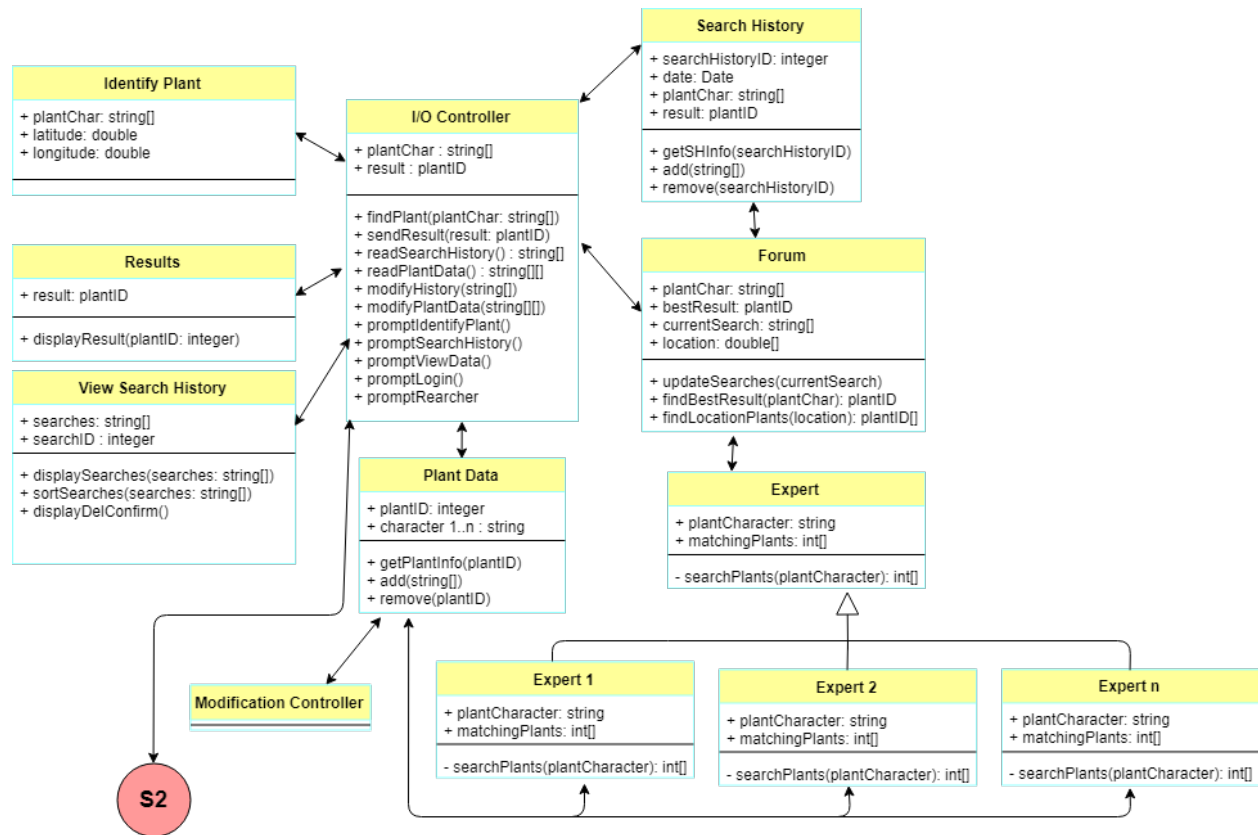 Search History
+ searchHistoryID: integer
+ date: Date
+ plantChar: string[]
+ result: plantID
+ getSHInfo(searchHistoryID)
+ add(string[])
+ remove(searchHistoryID)
Identify Plant
+ plantChar: string[]
+ latitude: double
+ longitude: double
I/O Controller
+ plantChar : string[]
+ result : plantID
+ findPlant(plantChar: string[])
+ sendResult(result: plantID)
+ readSearchHistory() : string[]
+ readPlantData() : string[][]
+ modifyHistory(string[])
+ modifyPlantData(string[][])
+ promptIdentifyPlant()
+ promptSearchHistory()
+ promptViewData()
+ promptLogin()
+ promptRearcher
Results
+ result: plantID
+ displayResult(plantID: integer)
Forum
+ plantChar: string[]
+ bestResult: plantID
+ currentSearch: string[]
+ location: double[]
+ updateSearches(currentSearch)
+ findBestResult(plantChar): plantID
+ findLocationPlants(location): plantID[]
View Search History
+ searches: string[]
+ searchID : integer
+ displaySearches(searches: string[])
+ sortSearches(searches: string[])
+ displayDelConfirm()
Plant Data
+ plantID: integer
+ character 1..n : string
+ getPlantInfo(plantID)
+ add(string[])
+ remove(plantID)
Expert
+ plantCharacter: string
+ matchingPlants: int[]
- searchPlants(plantCharacter): int[]
Modification Controller
Expert 1
+ plantCharacter: string
+ matchingPlants: int[]
- searchPlants(plantCharacter): int[]
Expert 2
+ plantCharacter: string
+ matchingPlants: int[]
- searchPlants(plantCharacter): int[]
Expert n
+ plantCharacter: string
+ matchingPlants: int[]
- searchPlants(plantCharacter): int[]
S2